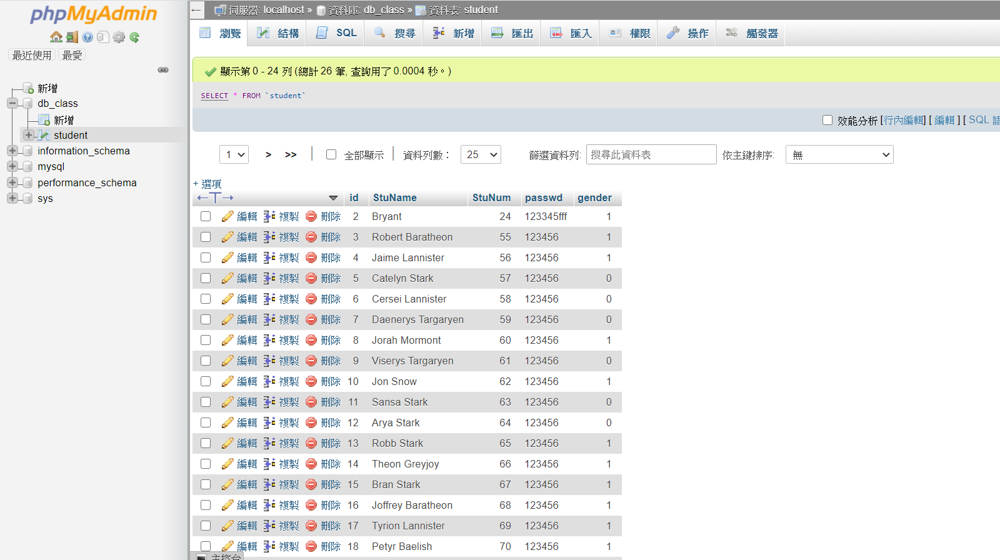 phpMyAdmin
最近使用 最愛
新增
db_class
新增
student
information_schema
mysql
performance_schema
sys
← 伺服器: localhost » 資料庫: db_class » 資料表: student
瀏覽 結構 SQL 搜尋 新增 匯出 匯入 權限 操作 觸發器
顯示第 0 - 24 列 (總計 26 筆, 查詢用了 0.0004 秒。)
SELECT * FROM `student`
效能分析 [行內編輯] [ 編輯 ] [ SQL 語
1 > >> | 全部顯示 | 資料列數： 25 篩選資料列: 搜尋此資料表 依主鍵排序: 無
+ 選項
←T→ id StuName StuNum passwd gender
編輯 複製 刪除 2 Bryant 24 123345fff 1
編輯 複製 刪除 3 Robert Baratheon 55 123456 1
編輯 複製 刪除 4 Jaime Lannister 56 123456 1
編輯 複製 刪除 5 Catelyn Stark 57 123456 0
編輯 複製 刪除 6 Cersei Lannister 58 123456 0
編輯 複製 刪除 7 Daenerys Targaryen 59 123456 0
編輯 複製 刪除 8 Jorah Mormont 60 123456 1
編輯 複製 刪除 9 Viserys Targaryen 61 123456 0
編輯 複製 刪除 10 Jon Snow 62 123456 1
編輯 複製 刪除 11 Sansa Stark 63 123456 0
編輯 複製 刪除 12 Arya Stark 64 123456 0
編輯 複製 刪除 13 Robb Stark 65 123456 1
編輯 複製 刪除 14 Theon Greyjoy 66 123456 1
編輯 複製 刪除 15 Bran Stark 67 123456 1
編輯 複製 刪除 16 Joffrey Baratheon 68 123456 1
編輯 複製 刪除 17 Tyrion Lannister 69 123456 1
編輯 複製 刪除 18 Petyr Baelish 70 123456 1
主控台